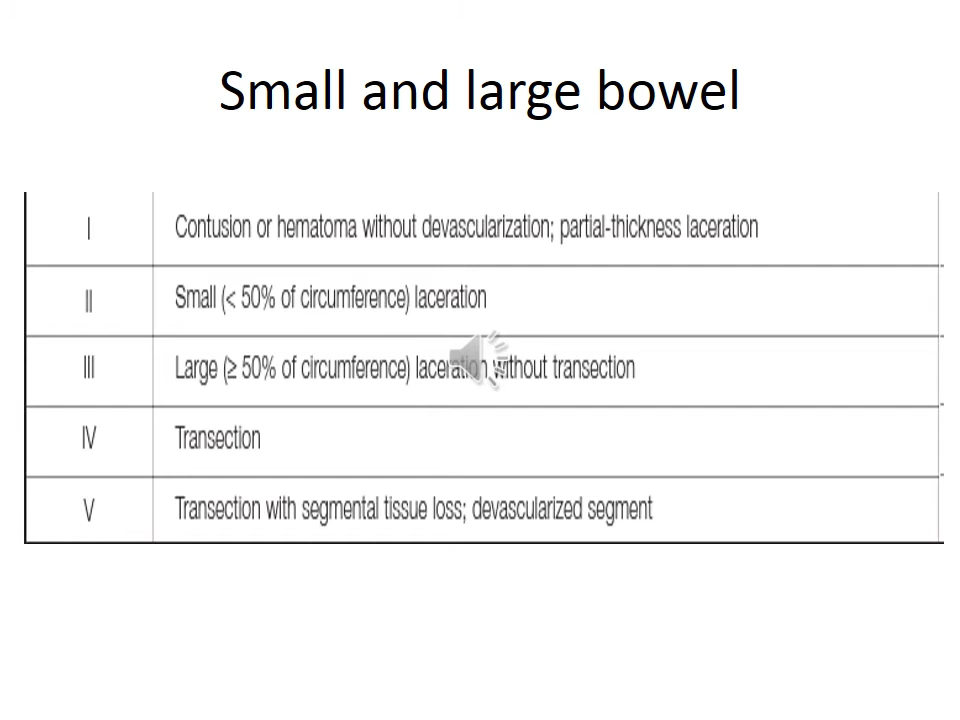 Small and large bowel
I Contusion or hematoma without devascularization; partial-thickness laceration
II Small (< 50% of circumference) laceration
III Large (≥ 50% of circumference) laceration without transection
IV Transection
V Transection with segmental tissue loss; devascularized segment